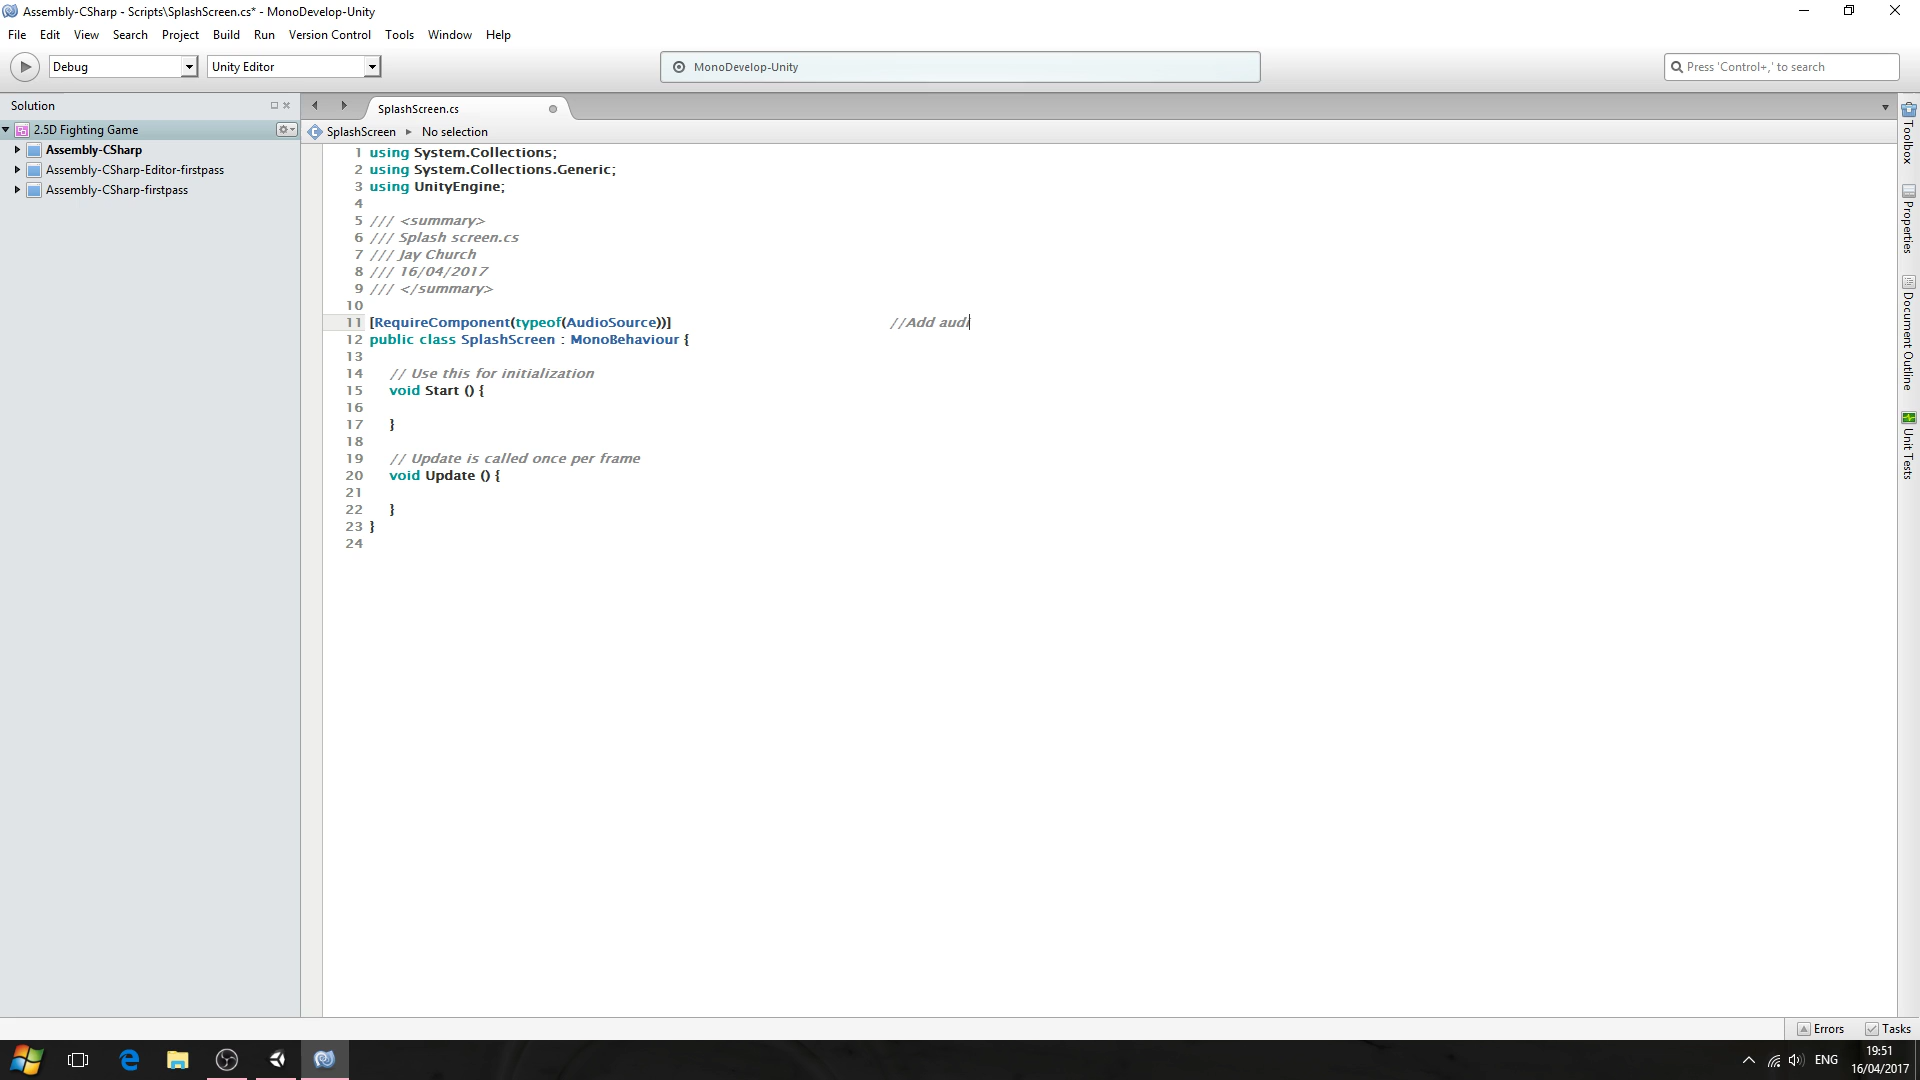 Assembly-CSharp - Scripts\SplashScreen.cs* - MonoDevelop-Unity
File Edit View Search Project Build Run Version Control Tools Window Help
Debug Unity Editor MonoDevelop-Unity Press 'Control+,' to search
Solution
2.5D Fighting Game
Assembly-CSharp
Assembly-CSharp-Editor-firstpass
Assembly-CSharp-firstpass
SplashScreen.cs
SplashScreen No selection
1 using System.Collections;
2 using System.Collections.Generic;
3 using UnityEngine;
4
5 /// <summary>
6 /// Splash screen.cs
7 /// Jay Church
8 /// 16/04/2017
9 /// </summary>
10
11 [RequireComponent(typeof(AudioSource))] //Add audi
12 public class SplashScreen : MonoBehaviour {
13
14 // Use this for initialization
15 void Start () {
16
17 }
18
19 // Update is called once per frame
20 void Update () {
21
22 }
23 }
24
Toolbox
Properties
Document Outline
Unit Tests
Errors Tasks
ENG
19:51
16/04/2017